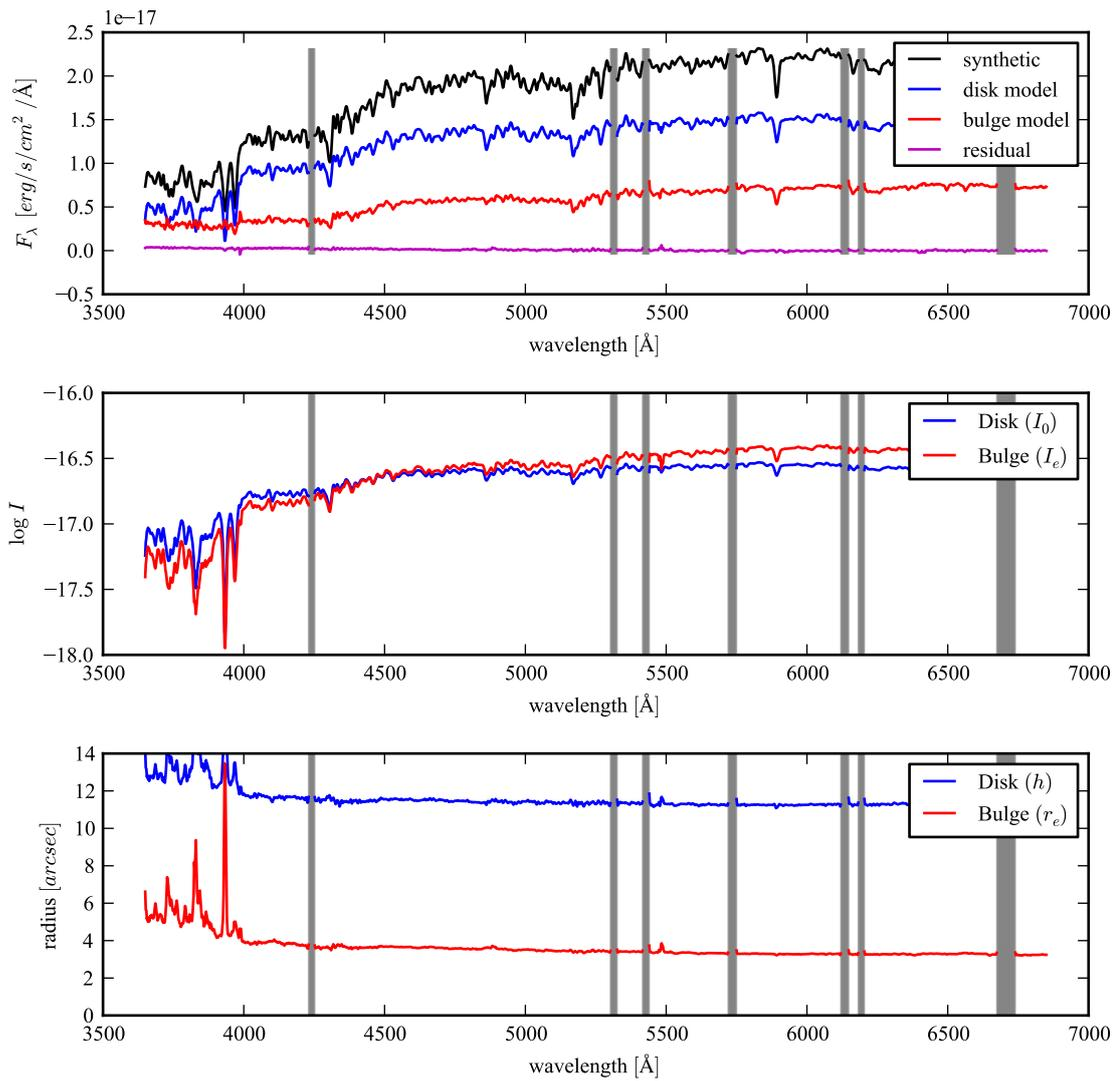 1e−17
2.5
2.0
1.5
1.0
0.5
0.0
−0.5
F_λ [erg/s/cm² /Å]
synthetic
disk model
bulge model
residual
3500 4000 4500 5000 5500 6000 6500 7000
wavelength [Å]
−16.0
−16.5
−17.0
−17.5
−18.0
log I
Disk (I_0)
Bulge (I_e)
3500 4000 4500 5000 5500 6000 6500 7000
wavelength [Å]
14
12
10
8
6
4
2
0
radius [arcsec]
Disk (h)
Bulge (r_e)
3500 4000 4500 5000 5500 6000 6500 7000
wavelength [Å]